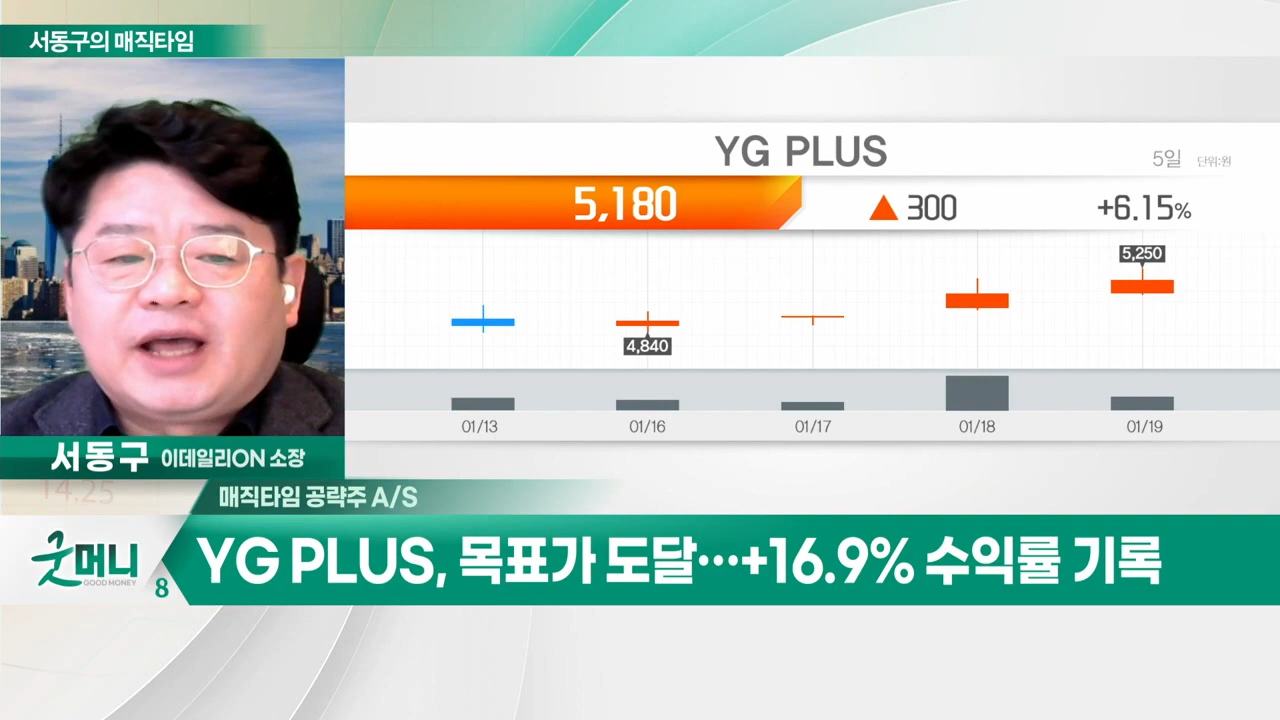 서동구의 매직타임
YG PLUS
5일 단위:원
5,180 ▲ 300 +6.15%
5,250
4,840
01/13 01/16 01/17 01/18 01/19
서동구 이데일리ON 소장
14.25
매직타임 공략주 A/S
굿머니
GOOD MONEY
8
YG PLUS, 목표가 도달…+16.9% 수익률 기록